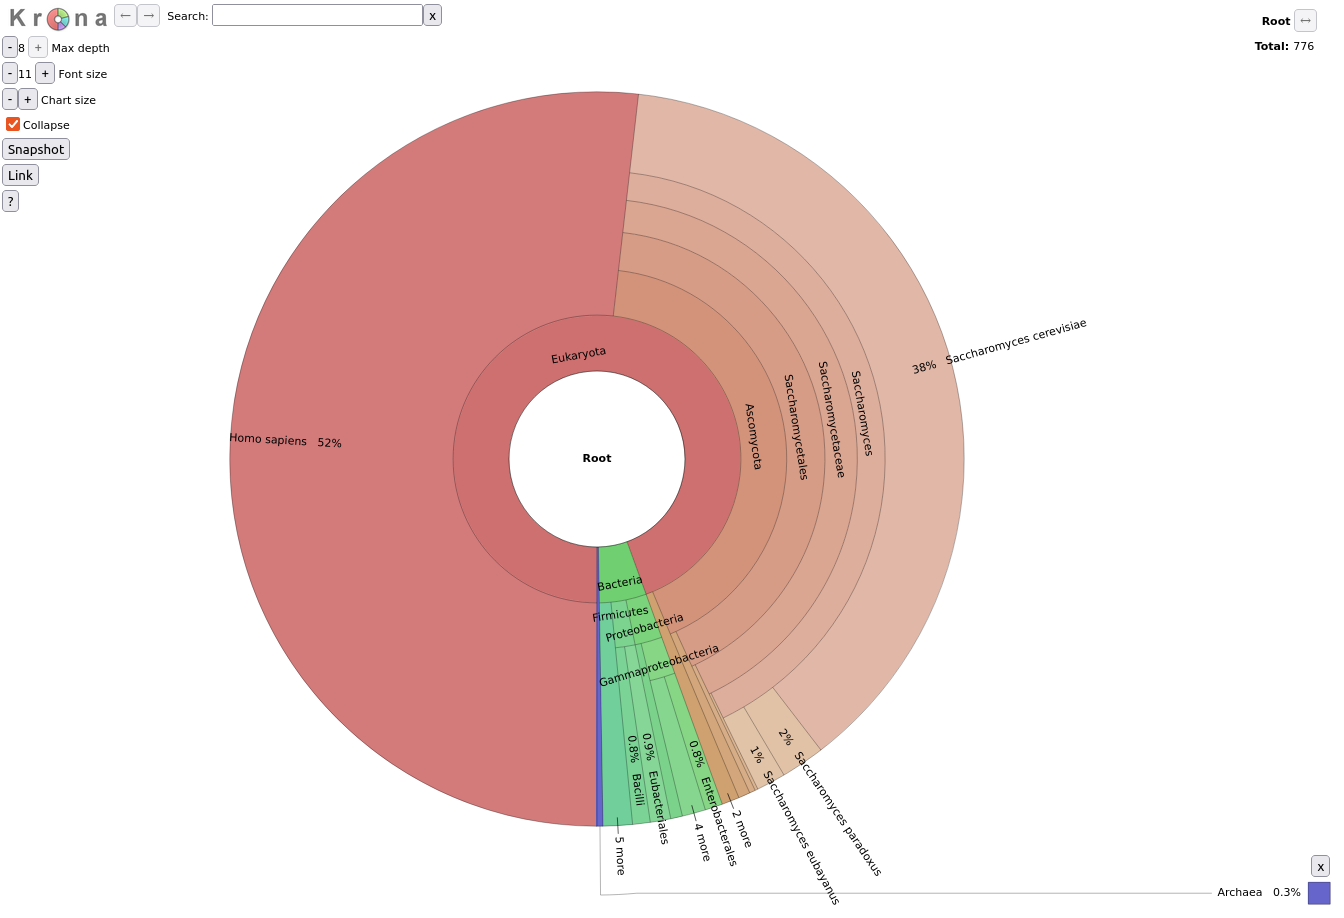 Krona
← → Search: x
Root ↔
- 8 + Max depth
Total: 776
- 11 + Font size
- + Chart size
Collapse
Snapshot
Link
?
Eukaryota
Saccharomyces cerevisiae
38%
Saccharomyces
Saccharomycetaceae
Saccharomycetales
Ascomycota
Homo sapiens 52%
Root
Bacteria
Firmicutes
Proteobacteria
Gammaproteobacteria
0.8% Bacilli
0.9% Eubacteriales
0.8% Enterobacterales
2% Saccharomyces paradoxus
1% Saccharomyces eubayanus
5 more
4 more
2 more
x
Archaea 0.3%